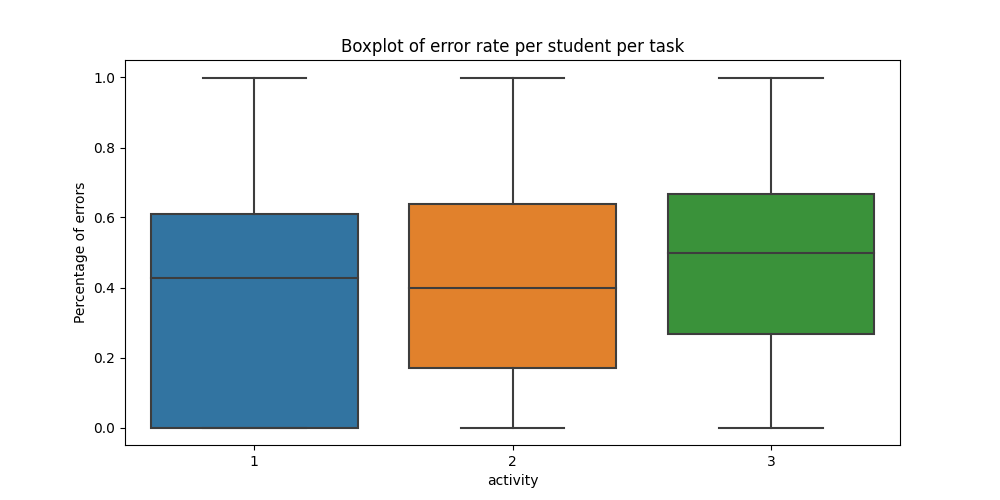 Boxplot of error rate per student per task
1.0
0.8
0.6
0.4
0.2
0.0
Percentage of errors
1 2 3
activity